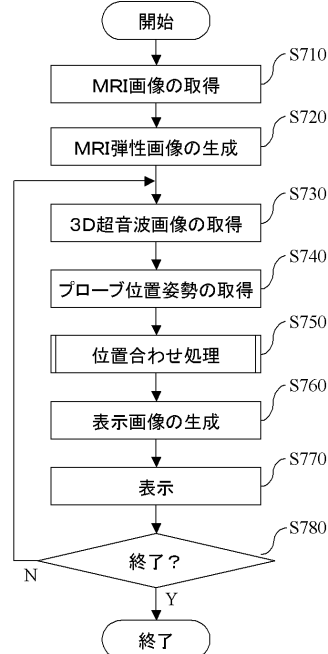 開始
S710
MRI画像の取得
S720
MRI弾性画像の生成
S730
3D超音波画像の取得
S740
プローブ位置姿勢の取得
S750
位置合わせ処理
S760
表示画像の生成
S770
表示
S780
終了？
N
Y
終了